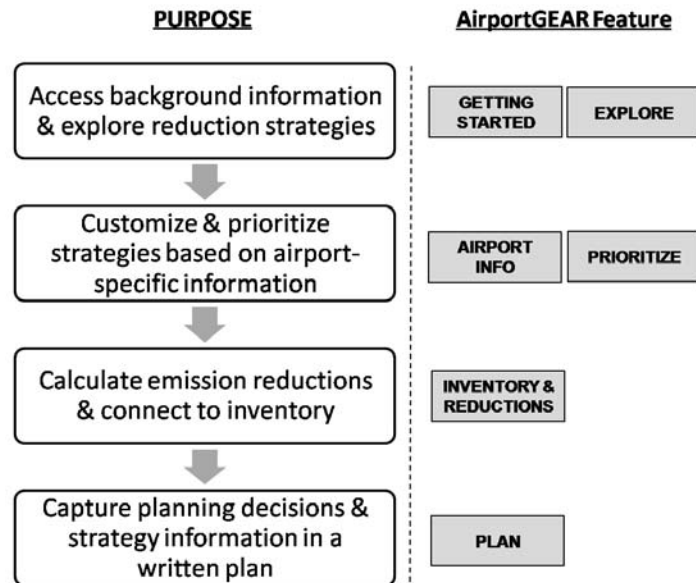 PURPOSE
AirportGEAR Feature
Access background information
& explore reduction strategies
GETTING
STARTED
EXPLORE
Customize & prioritize
strategies based on airport-
specific information
AIRPORT
INFO
PRIORITIZE
Calculate emission reductions
& connect to inventory
INVENTORY &
REDUCTIONS
Capture planning decisions &
strategy information in a
written plan
PLAN